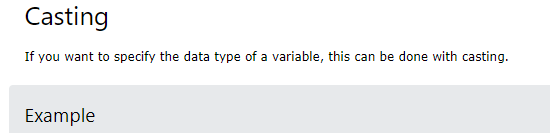 Casting
If you want to specify the data type of a variable, this can be done with casting.
Example